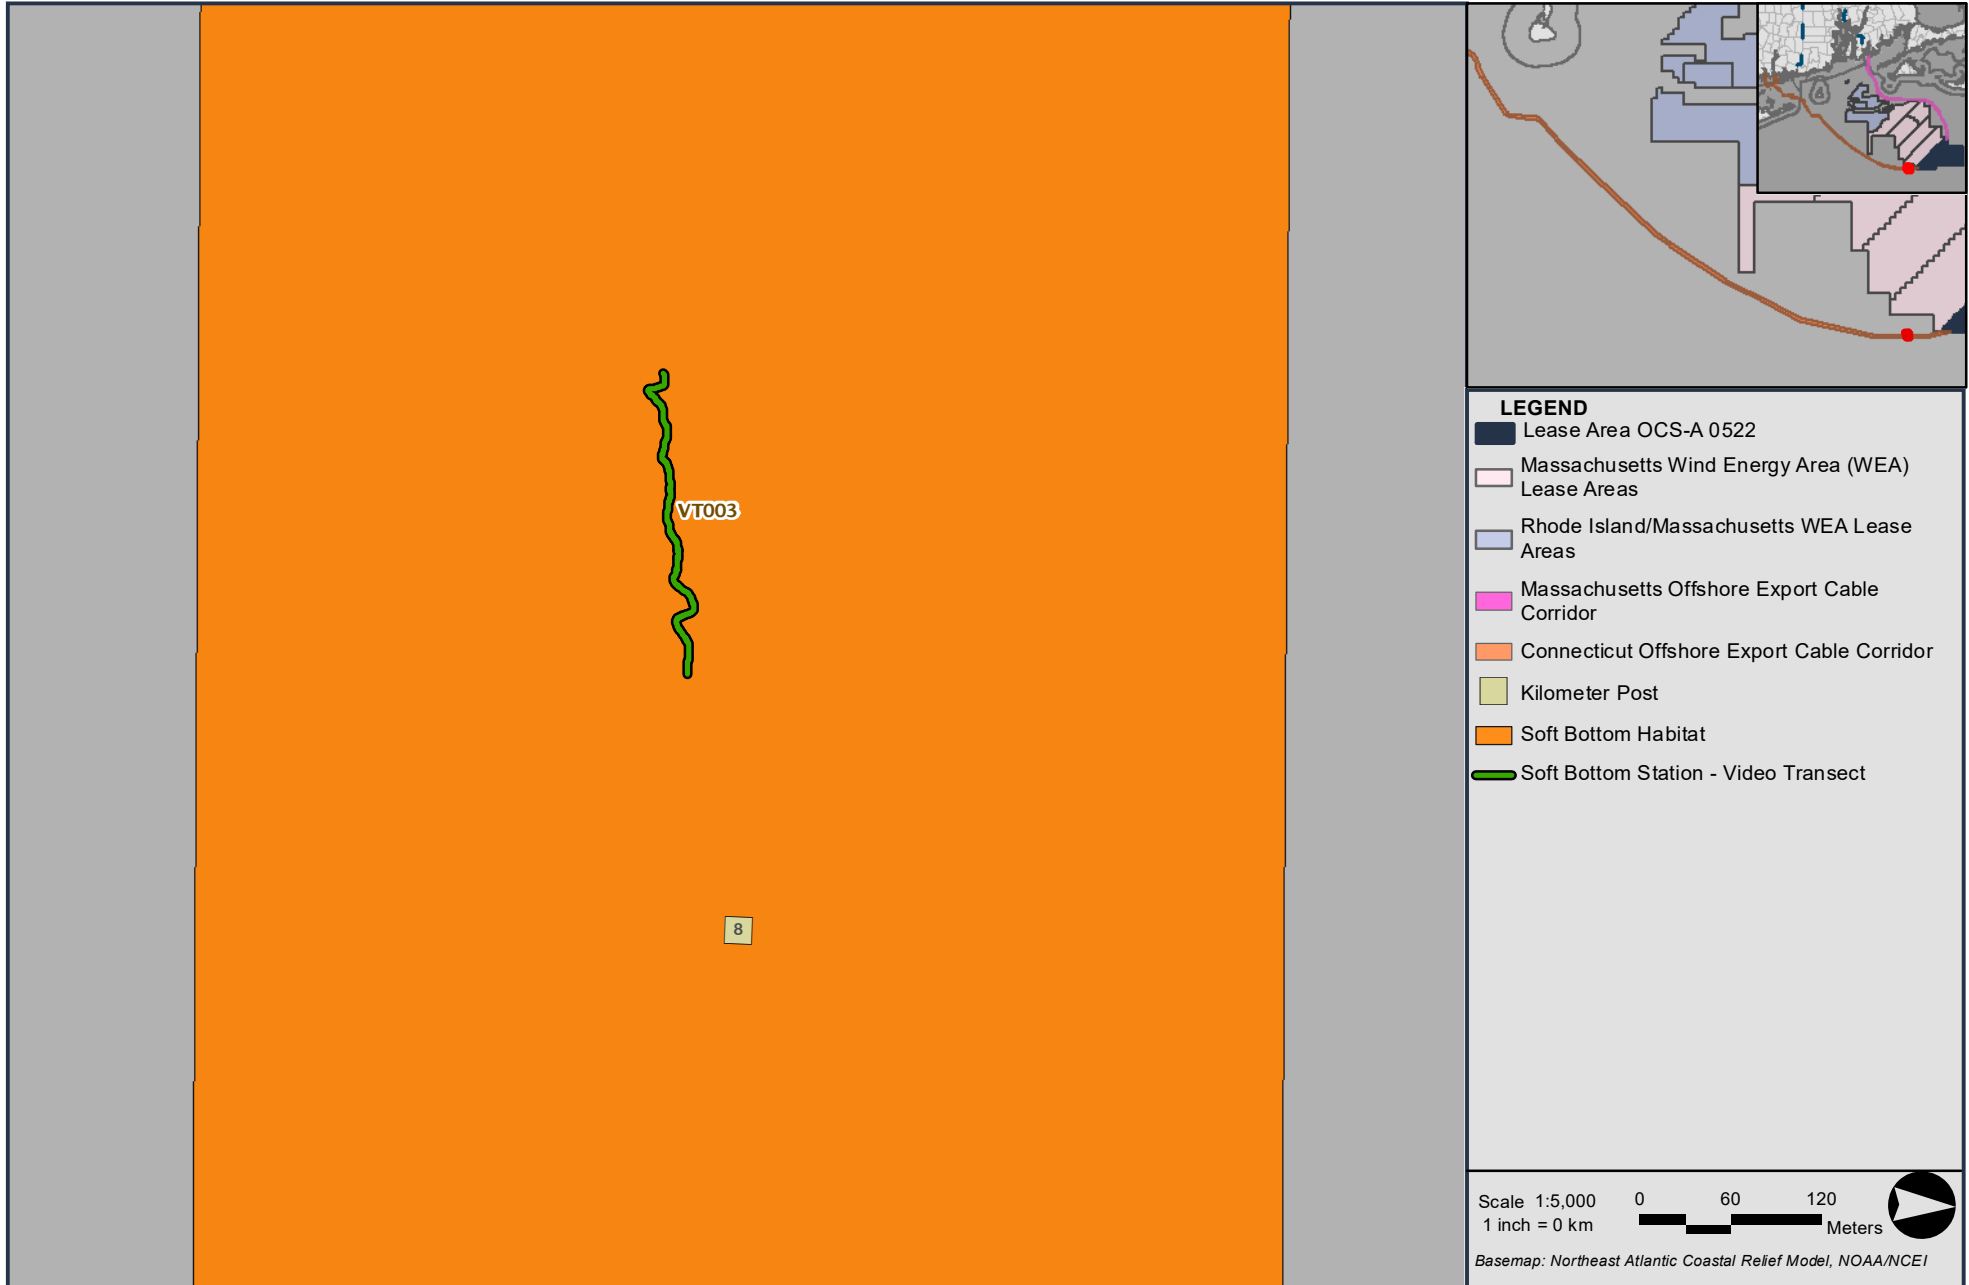 VT003
8
LEGEND
Lease Area OCS-A 0522
Massachusetts Wind Energy Area (WEA)
Lease Areas
Rhode Island/Massachusetts WEA Lease
Areas
Massachusetts Offshore Export Cable
Corridor
Connecticut Offshore Export Cable Corridor
Kilometer Post
Soft Bottom Habitat
Soft Bottom Station - Video Transect
Scale 1:5,000
1 inch = 0 km
0 60 120
Meters
Basemap: Northeast Atlantic Coastal Relief Model, NOAA/NCEI